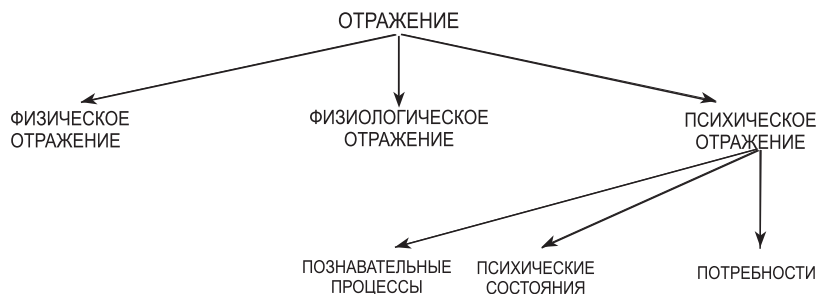 ОТРАЖЕНИЕ
ФИЗИЧЕСКОЕ
ОТРАЖЕНИЕ
ФИЗИОЛОГИЧЕСКОЕ
ОТРАЖЕНИЕ
ПСИХИЧЕСКОЕ
ОТРАЖЕНИЕ
ПОЗНАВАТЕЛЬНЫЕ
ПРОЦЕССЫ
ПСИХИЧЕСКИЕ
СОСТОЯНИЯ
ПОТРЕБНОСТИ